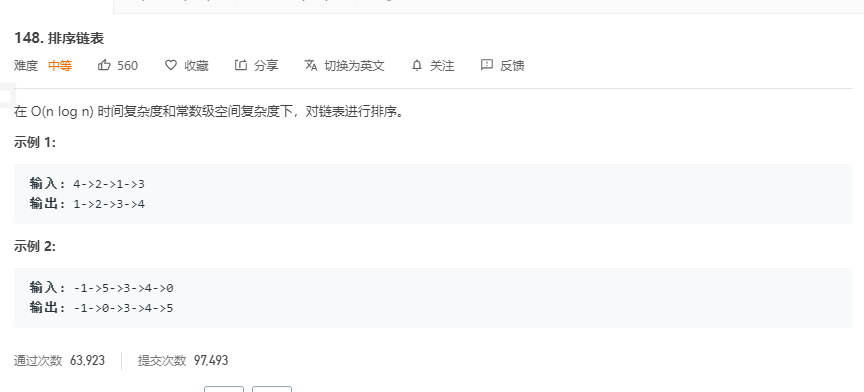 148. 排序链表
难度 中等 560 收藏 分享 切换为英文 关注 反馈
在 O(n log n) 时间复杂度和常数级空间复杂度下，对链表进行排序。
示例 1:
输入: 4->2->1->3
输出: 1->2->3->4
示例 2:
输入: -1->5->3->4->0
输出: -1->0->3->4->5
通过次数 63,923 提交次数 97,493